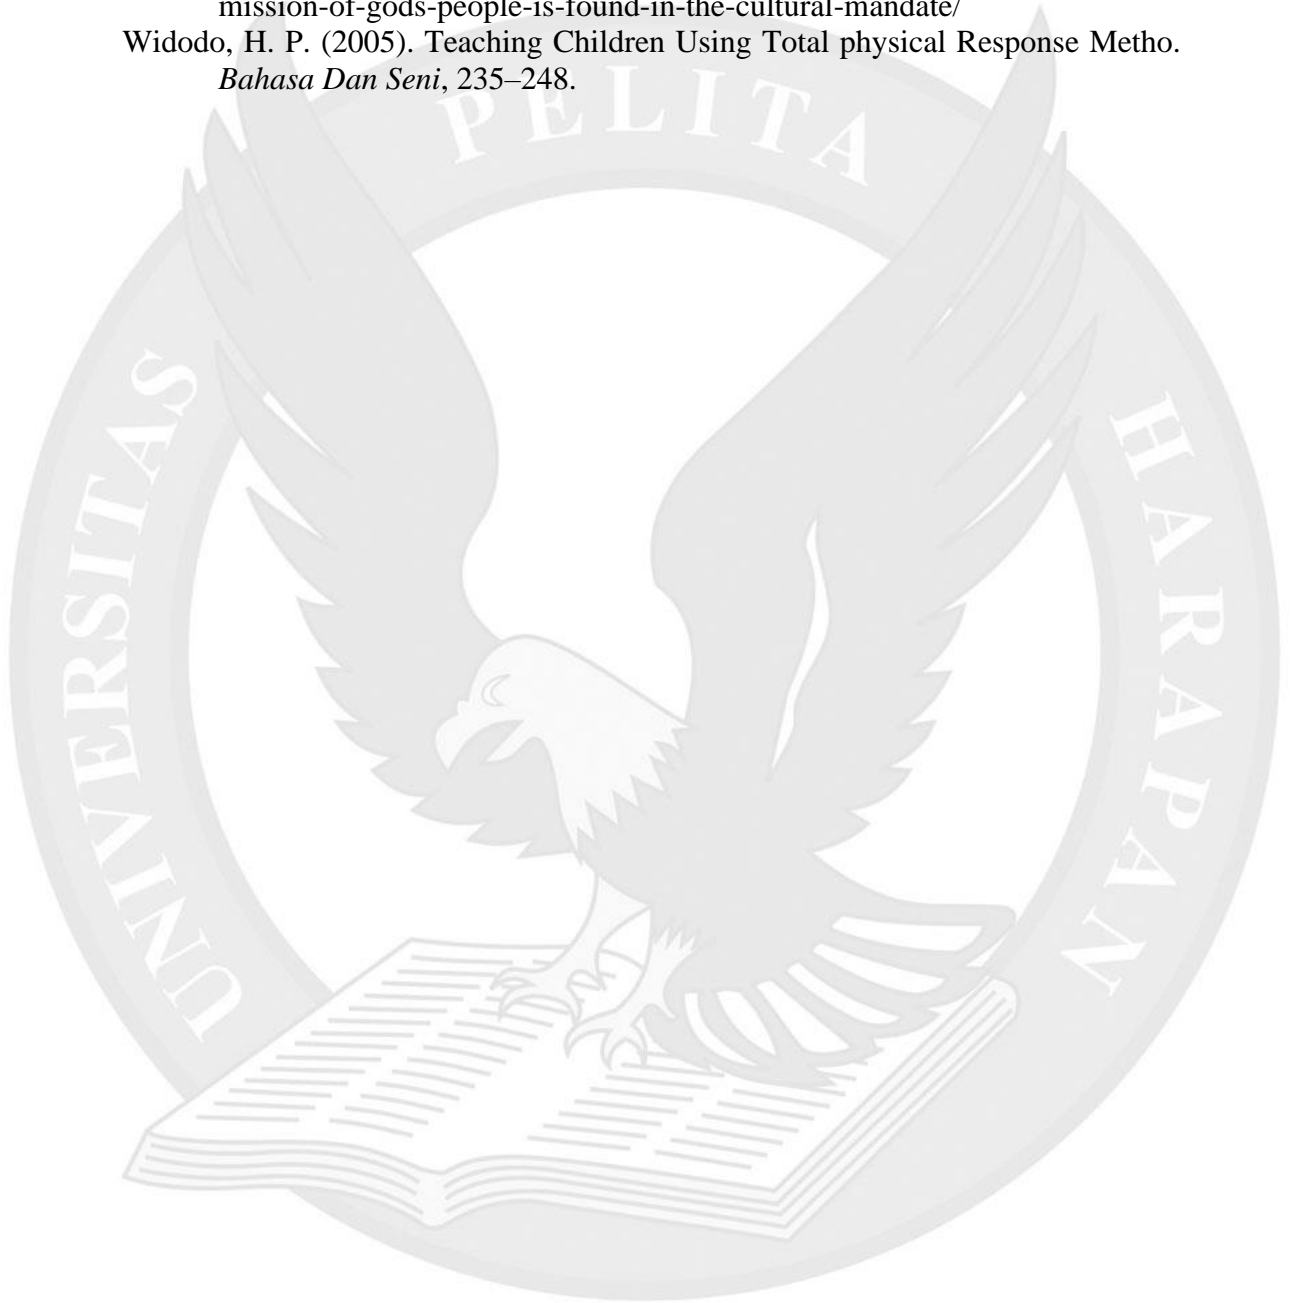 mission-of-gods-people-is-found-in-the-cultural-mandate/
Widodo, H. P. (2005). Teaching Children Using Total physical Response Metho.
Bahasa Dan Seni, 235–248.
UNIVERSITAS PELITA HARAPAN